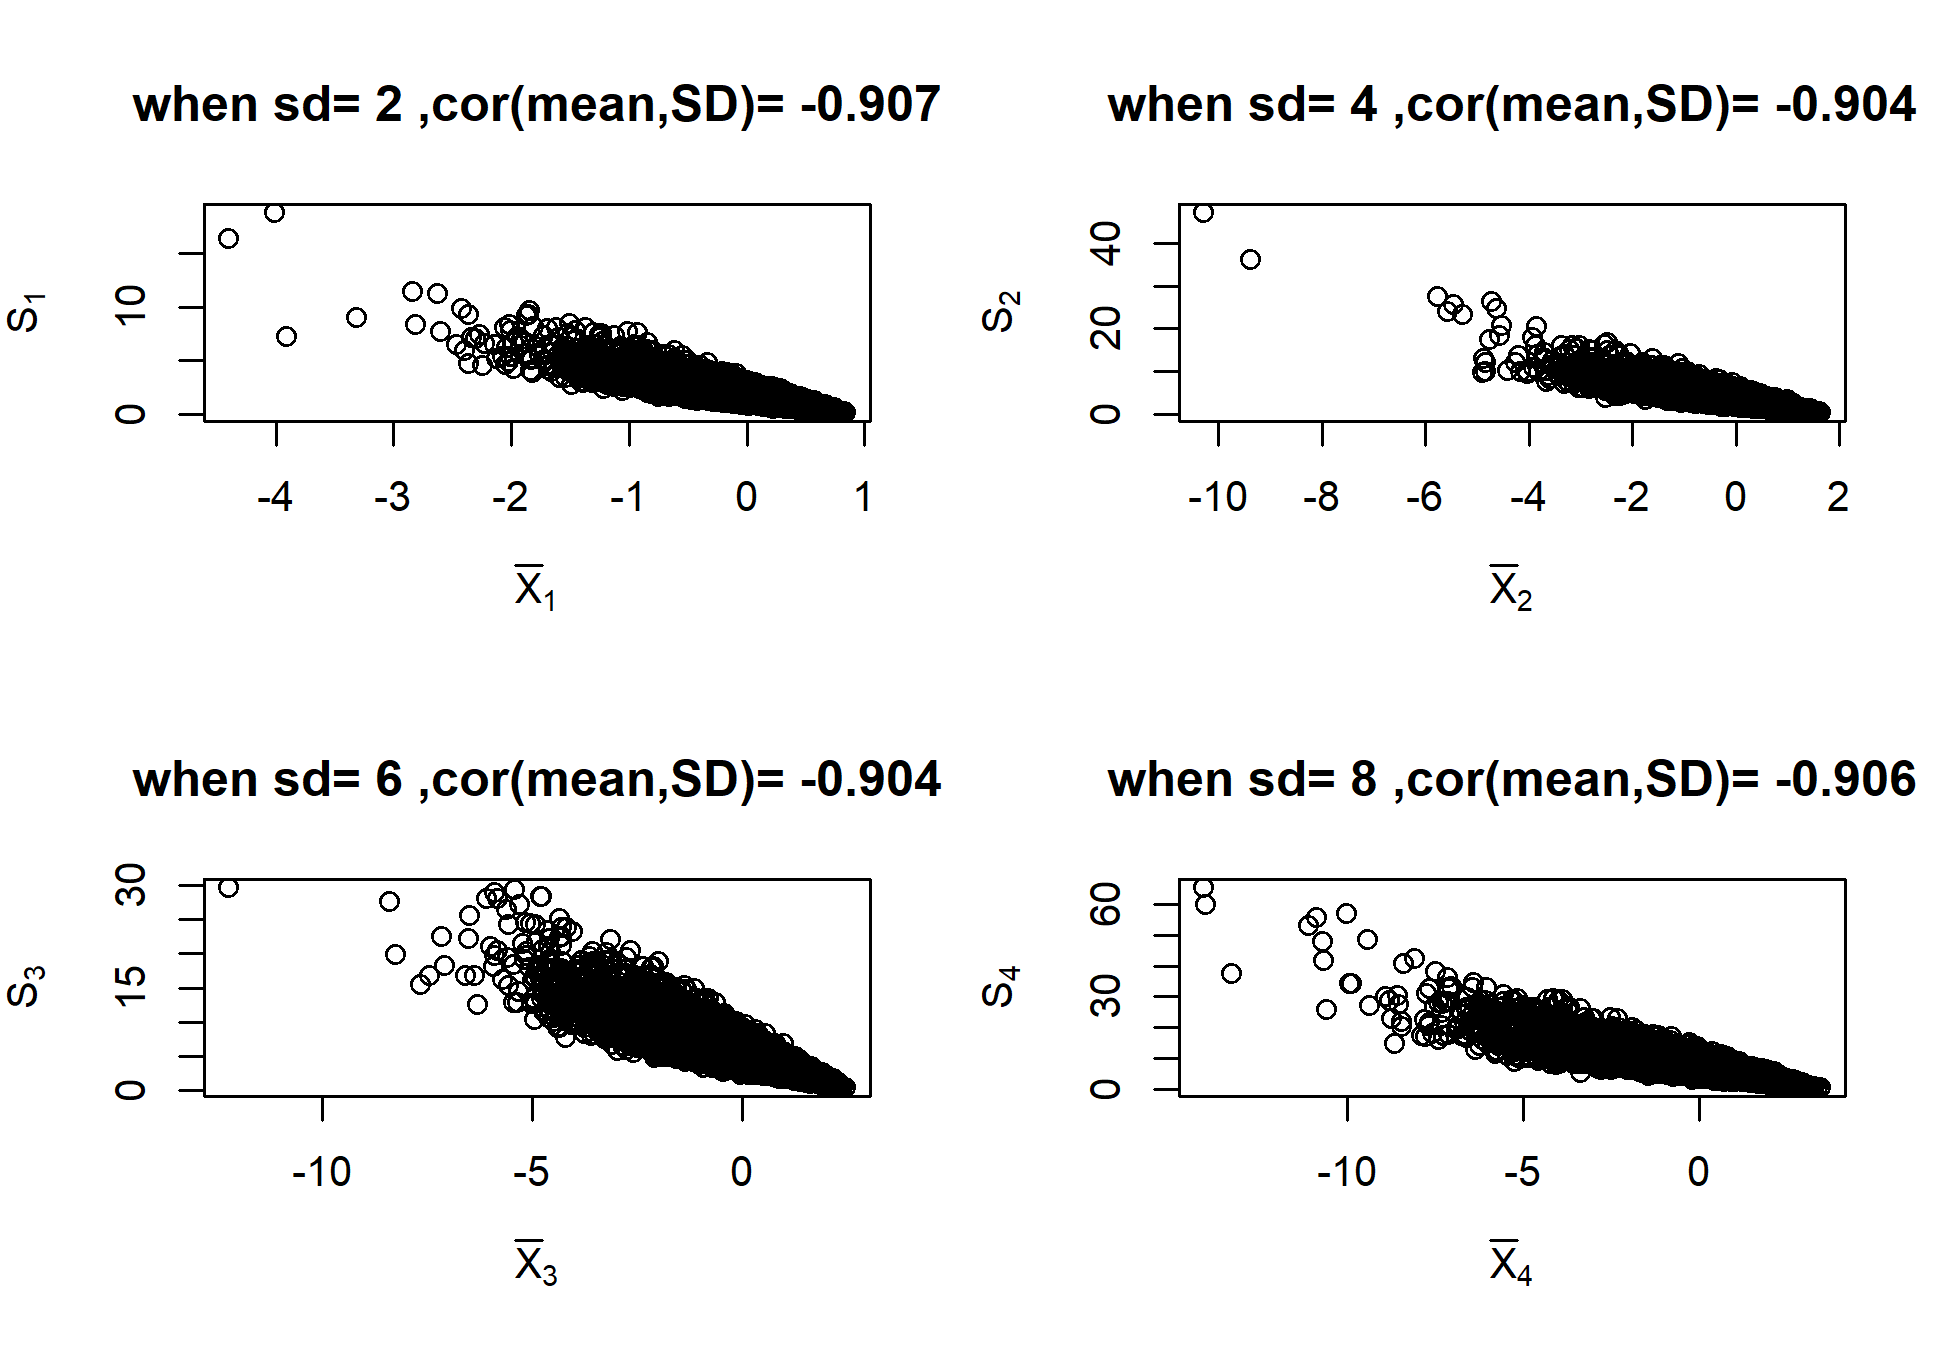 when sd= 2 ,cor(mean,SD)= -0.907
S1
0 10
-4 -3 -2 -1 0 1
X̅1
when sd= 4 ,cor(mean,SD)= -0.904
S2
0 20 40
-10 -8 -6 -4 -2 0 2
X̅2
when sd= 6 ,cor(mean,SD)= -0.904
S3
0 15 30
-10 -5 0
X̅3
when sd= 8 ,cor(mean,SD)= -0.906
S4
0 30 60
-10 -5 0
X̅4